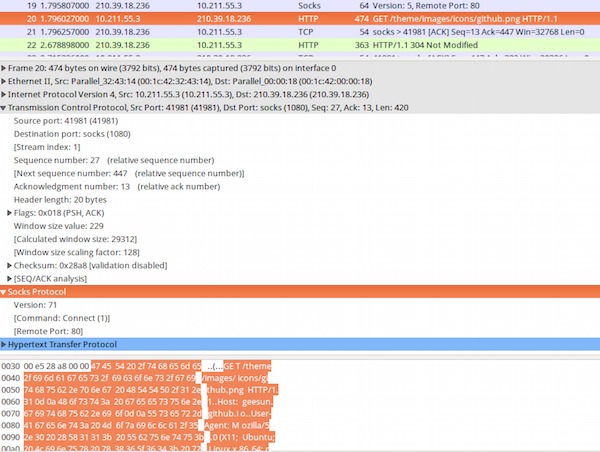 19 1.795807000 210.39.18.236 10.211.55.3 Socks 64 Version: 5, Remote Port: 80
20 1.796027000 10.211.55.3 210.39.18.236 HTTP 474 GET /theme/images/icons/github.png HTTP/1.1
21 1.796257000 210.39.18.236 10.211.55.3 TCP 54 socks > 41981 [ACK] Seq=13 Ack=447 Win=32768 Len=0
22 2.678898000 210.39.18.236 10.211.55.3 HTTP 363 HTTP/1.1 304 Not Modified
Frame 20: 474 bytes on wire (3792 bits), 474 bytes captured (3792 bits) on interface 0
Ethernet II, Src: Parallel_32:43:14 (00:1c:42:32:43:14), Dst: Parallel_00:00:18 (00:1c:42:00:00:18)
Internet Protocol Version 4, Src: 10.211.55.3 (10.211.55.3), Dst: 210.39.18.236 (210.39.18.236)
Transmission Control Protocol, Src Port: 41981 (41981), Dst Port: socks (1080), Seq: 27, Ack: 13, Len: 420
Source port: 41981 (41981)
Destination port: socks (1080)
[Stream index: 1]
Sequence number: 27 (relative sequence number)
[Next sequence number: 447 (relative sequence number)]
Acknowledgment number: 13 (relative ack number)
Header length: 20 bytes
Flags: 0x018 (PSH, ACK)
Window size value: 229
[Calculated window size: 29312]
[Window size scaling factor: 128]
Checksum: 0x28a8 [validation disabled]
[SEQ/ACK analysis]
Socks Protocol
Version: 71
[Command: Connect (1)]
[Remote Port: 80]
Hypertext Transfer Protocol
0030 00 e5 28 a8 00 00 47 45 54 20 2f 74 68 65 6d 65 ..(...GE T /theme
0040 2f 69 6d 61 67 65 73 2f 69 63 6f 6e 73 2f 67 69 /images/ icons/gi
0050 74 68 75 62 2e 70 6e 67 20 48 54 54 50 2f 31 2e thub.png HTTP/1.
0060 31 0d 0a 48 6f 73 74 3a 20 67 65 65 73 75 6e 2e 1..Host: geesun.
0070 67 69 74 68 75 62 2e 69 6f 0d 0a 55 73 65 72 2d github.i o..User-
0080 41 67 65 6e 74 3a 20 4d 6f 7a 69 6c 6c 61 2f 35 Agent: M ozilla/5
0090 2e 30 20 28 58 31 31 3b 20 55 62 75 6e 74 75 3b .0 (X11; Ubuntu;
00a0 20 4c 69 6e 75 78 20 78 38 36 5f 36 34 3b 20 72 Linux x 86_64; r